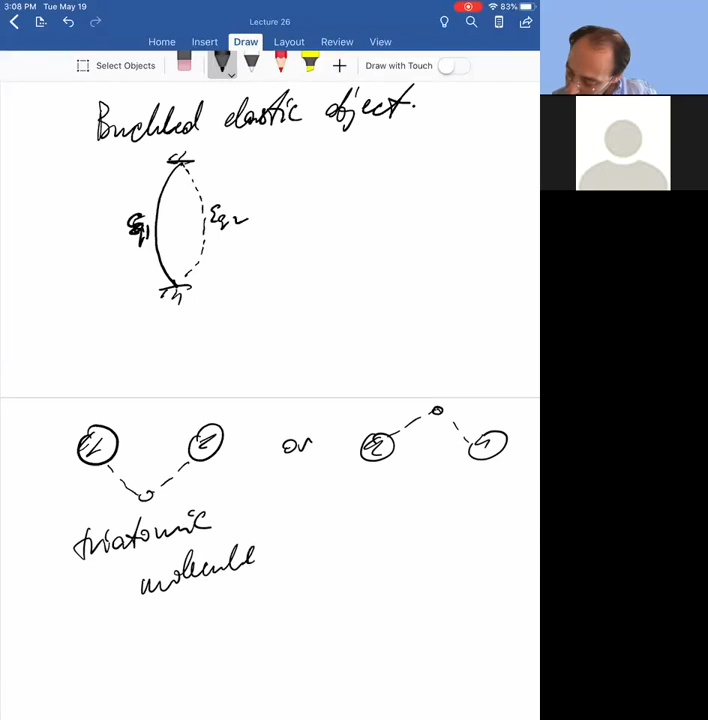 3:08 PM Tue May 19
83%
Lecture 26
Home Insert Draw Layout Review View
Select Objects
Draw with Touch
Buckled elastic object.
Eq1
Eq2
or
triatomic
molecule